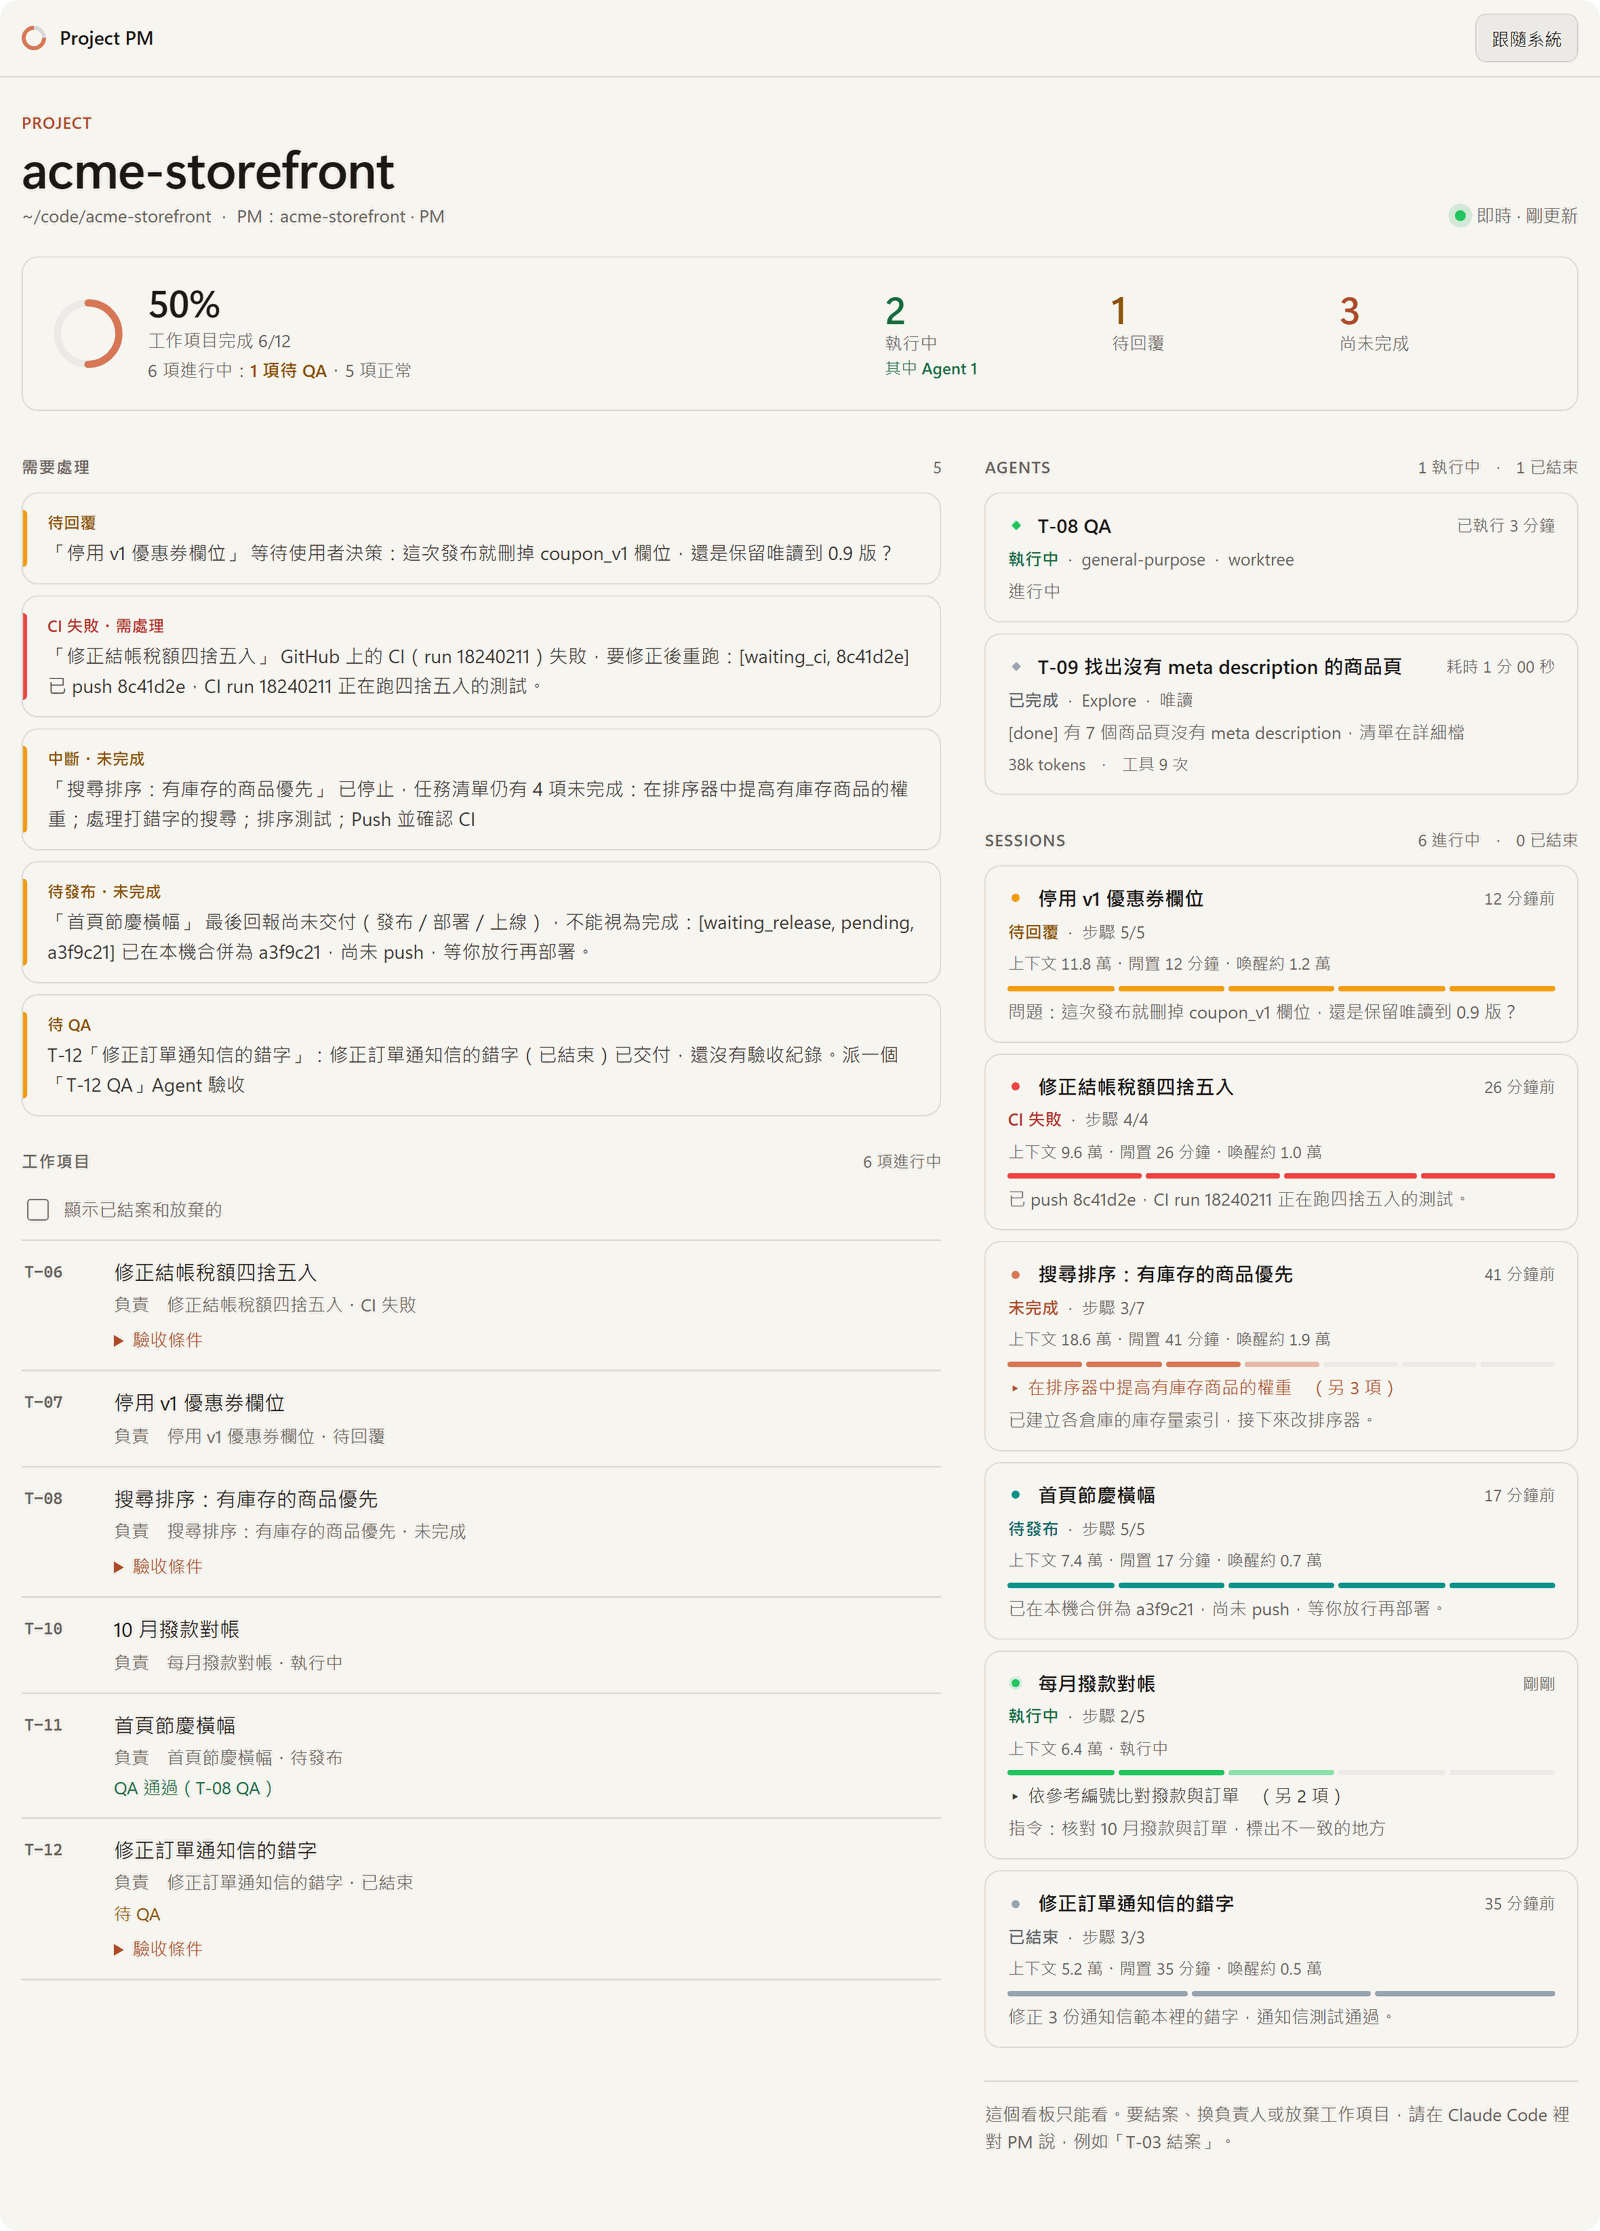 Project PM
跟隨系統
PROJECT
acme-storefront
~/code/acme-storefront · PM：acme-storefront · PM
即時 · 剛更新
50%
工作項目完成 6/12
6 項進行中：1 項待 QA · 5 項正常
2
執行中
其中 Agent 1
1
待回覆
3
尚未完成
需要處理
5
待回覆
「停用 v1 優惠券欄位」 等待使用者決策：這次發布就刪掉 coupon_v1 欄位，還是保留唯讀到 0.9 版？
CI 失敗 · 需處理
「修正結帳稅額四捨五入」 GitHub 上的 CI（run 18240211）失敗，要修正後重跑：[waiting_ci, 8c41d2e]
已 push 8c41d2e，CI run 18240211 正在跑四捨五入的測試。
中斷 · 未完成
「搜尋排序：有庫存的商品優先」 已停止，任務清單仍有 4 項未完成：在排序器中提高有庫存商品的權
重；處理打錯字的搜尋；排序測試；Push 並確認 CI
待發布 · 未完成
「首頁節慶橫幅」 最後回報尚未交付（發布 / 部署 / 上線），不能視為完成：[waiting_release, pending,
a3f9c21] 已在本機合併為 a3f9c21，尚未 push，等你放行再部署。
待 QA
T-12「修正訂單通知信的錯字」：修正訂單通知信的錯字（已結束）已交付，還沒有驗收紀錄。派一個
「T-12 QA」Agent 驗收
工作項目
6 項進行中
顯示已結案和放棄的
T-06
修正結帳稅額四捨五入
負責 修正結帳稅額四捨五入 · CI 失敗
▶ 驗收條件
T-07
停用 v1 優惠券欄位
負責 停用 v1 優惠券欄位 · 待回覆
T-08
搜尋排序：有庫存的商品優先
負責 搜尋排序：有庫存的商品優先 · 未完成
▶ 驗收條件
T-10
10 月撥款對帳
負責 每月撥款對帳 · 執行中
T-11
首頁節慶橫幅
負責 首頁節慶橫幅 · 待發布
QA 通過（T-08 QA）
T-12
修正訂單通知信的錯字
負責 修正訂單通知信的錯字 · 已結束
待 QA
▶ 驗收條件
AGENTS
1 執行中 · 1 已結束
T-08 QA
已執行 3 分鐘
執行中 · general-purpose · worktree
進行中
T-09 找出沒有 meta description 的商品頁
耗時 1 分 00 秒
已完成 · Explore · 唯讀
[done] 有 7 個商品頁沒有 meta description，清單在詳細檔
38k tokens · 工具 9 次
SESSIONS
6 進行中 · 0 已結束
停用 v1 優惠券欄位
12 分鐘前
待回覆 · 步驟 5/5
上下文 11.8 萬 · 閒置 12 分鐘 · 喚醒約 1.2 萬
問題：這次發布就刪掉 coupon_v1 欄位，還是保留唯讀到 0.9 版？
修正結帳稅額四捨五入
26 分鐘前
CI 失敗 · 步驟 4/4
上下文 9.6 萬 · 閒置 26 分鐘 · 喚醒約 1.0 萬
已 push 8c41d2e，CI run 18240211 正在跑四捨五入的測試。
搜尋排序：有庫存的商品優先
41 分鐘前
未完成 · 步驟 3/7
上下文 18.6 萬 · 閒置 41 分鐘 · 喚醒約 1.9 萬
▸ 在排序器中提高有庫存商品的權重 （另 3 項）
已建立各倉庫的庫存量索引，接下來改排序器。
首頁節慶橫幅
17 分鐘前
待發布 · 步驟 5/5
上下文 7.4 萬 · 閒置 17 分鐘 · 喚醒約 0.7 萬
已在本機合併為 a3f9c21，尚未 push，等你放行再部署。
每月撥款對帳
剛剛
執行中 · 步驟 2/5
上下文 6.4 萬 · 執行中
▸ 依參考編號比對撥款與訂單 （另 2 項）
指令：核對 10 月撥款與訂單，標出不一致的地方
修正訂單通知信的錯字
35 分鐘前
已結束 · 步驟 3/3
上下文 5.2 萬 · 閒置 35 分鐘 · 喚醒約 0.5 萬
修正 3 份通知信範本裡的錯字，通知信測試通過。
這個看板只能看。要結案、換負責人或放棄工作項目，請在 Claude Code 裡
對 PM 說，例如「T-03 結案」。